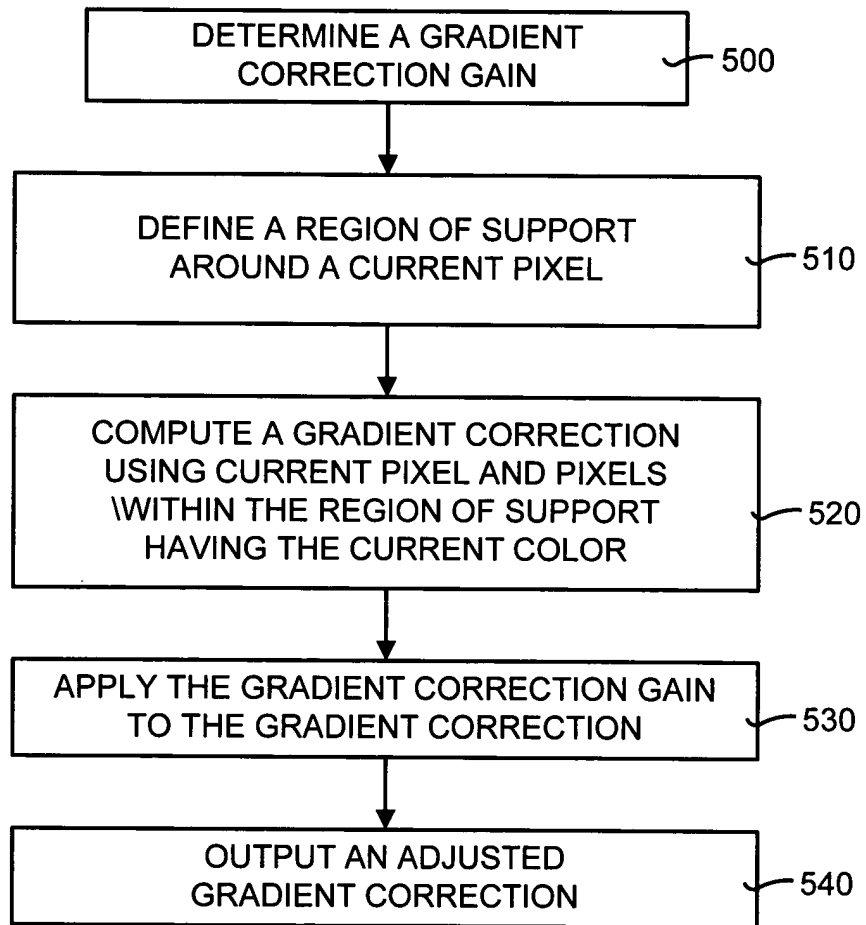 DETERMINE A GRADIENT
CORRECTION GAIN
500
DEFINE A REGION OF SUPPORT
AROUND A CURRENT PIXEL
510
COMPUTE A GRADIENT CORRECTION
USING CURRENT PIXEL AND PIXELS
\WITHIN THE REGION OF SUPPORT
HAVING THE CURRENT COLOR
520
APPLY THE GRADIENT CORRECTION GAIN
TO THE GRADIENT CORRECTION
530
OUTPUT AN ADJUSTED
GRADIENT CORRECTION
540